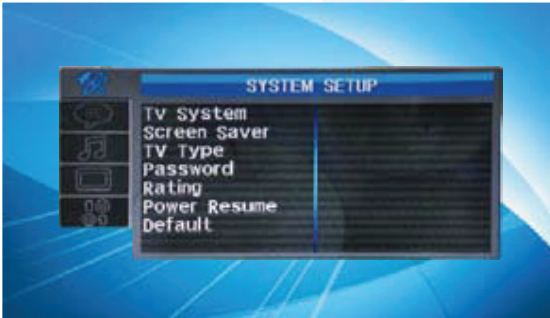 SYSTEM SETUP
TV System
Screen Saver
TV Type
Password
Rating
Power Resume
Default